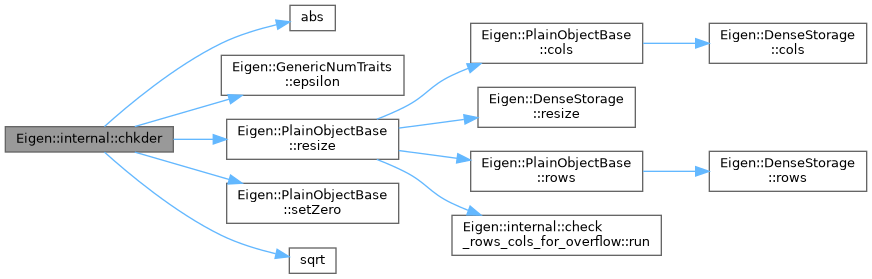 Eigen::internal::chkder
abs
Eigen::GenericNumTraits
::epsilon
Eigen::PlainObjectBase
::resize
Eigen::PlainObjectBase
::setZero
sqrt
Eigen::PlainObjectBase
::cols
Eigen::DenseStorage
::resize
Eigen::PlainObjectBase
::rows
Eigen::internal::check
_rows_cols_for_overflow::run
Eigen::DenseStorage
::cols
Eigen::DenseStorage
::rows